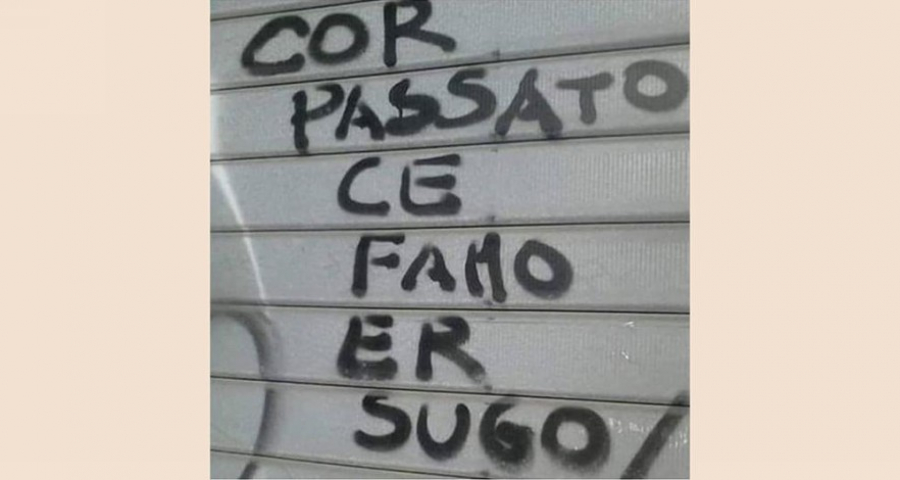 COR
PASSATO
CE
FAMO
ER
SUGO